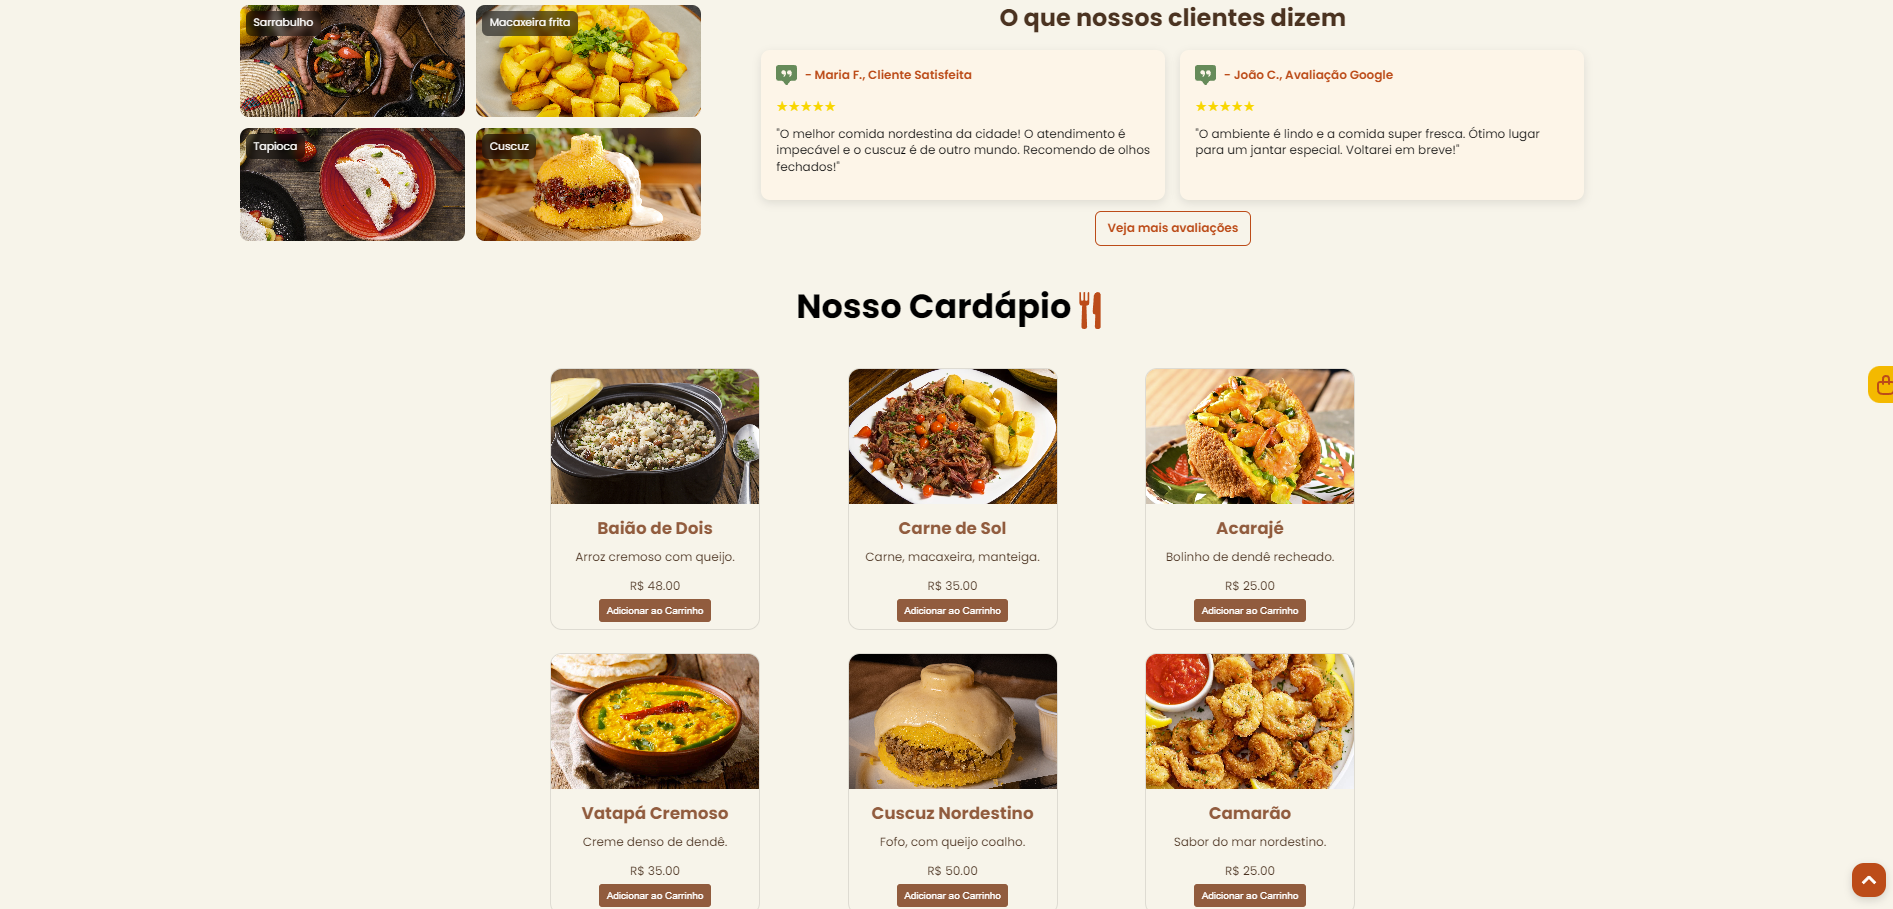 Sarrabulho
Macaxeira frita
Tapioca
Cuscuz
O que nossos clientes dizem
- Maria F., Cliente Satisfeita
★★★★★
"O melhor comida nordestina da cidade! O atendimento é
impecável e o cuscuz é de outro mundo. Recomendo de olhos
fechados!"
- João C., Avaliação Google
★★★★★
"O ambiente é lindo e a comida super fresca. Ótimo lugar
para um jantar especial. Voltarei em breve!"
Veja mais avaliações
Nosso Cardápio
Baião de Dois
Arroz cremoso com queijo.
R$ 48.00
Adicionar ao Carrinho
Carne de Sol
Carne, macaxeira, manteiga.
R$ 35.00
Adicionar ao Carrinho
Acarajé
Bolinho de dendê recheado.
R$ 25.00
Adicionar ao Carrinho
Vatapá Cremoso
Creme denso de dendê.
R$ 35.00
Adicionar ao Carrinho
Cuscuz Nordestino
Fofo, com queijo coalho.
R$ 50.00
Adicionar ao Carrinho
Camarão
Sabor do mar nordestino.
R$ 25.00
Adicionar ao Carrinho